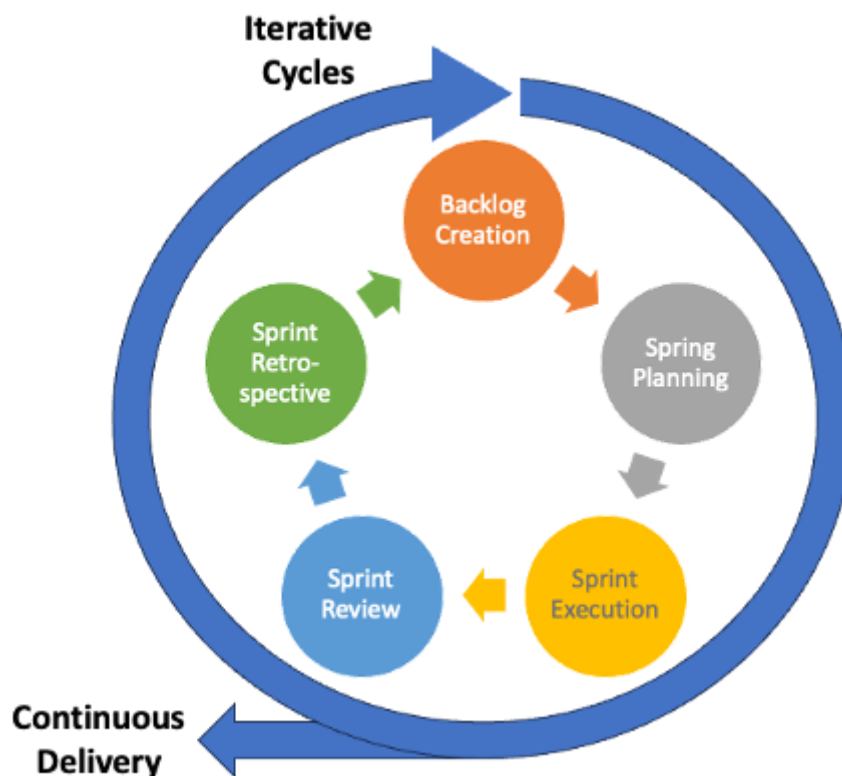 Iterative
Cycles
Backlog
Creation
Spring
Planning
Sprint
Execution
Sprint
Review
Sprint
Retro-
spective
Continuous
Delivery